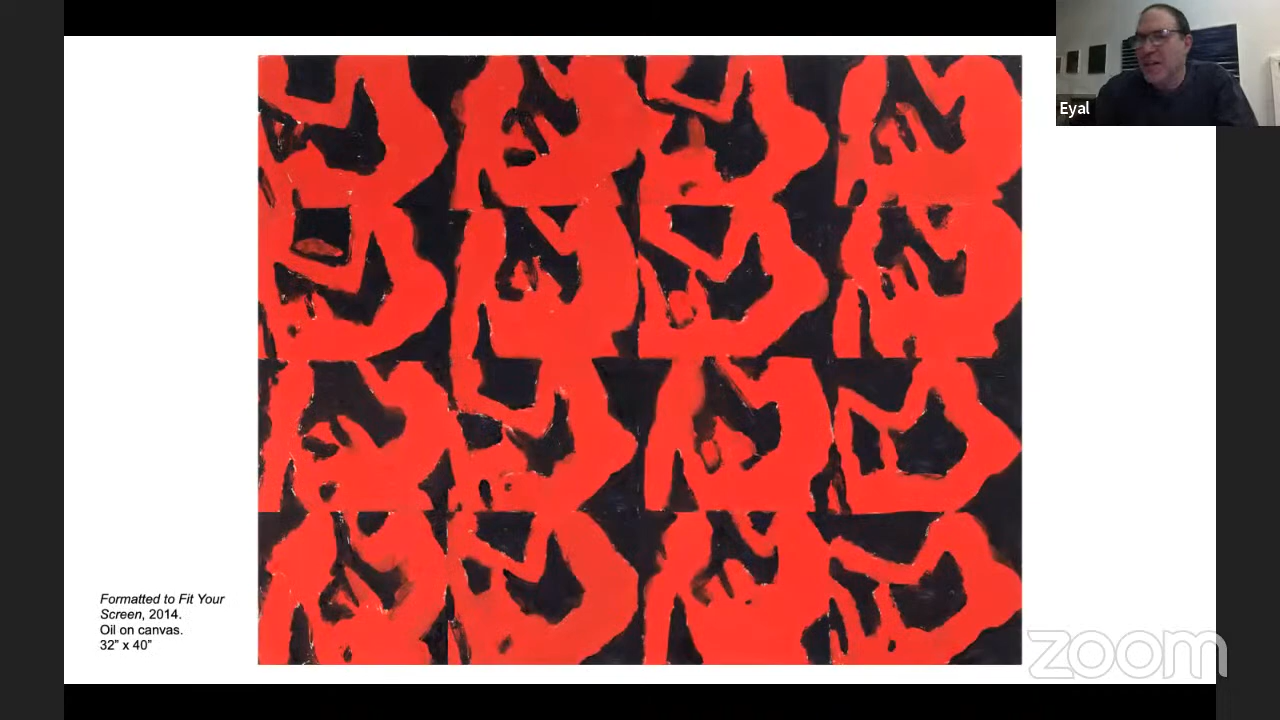 Eyal
Formatted to Fit Your
Screen, 2014.
Oil on canvas.
32” x 40”
zoom